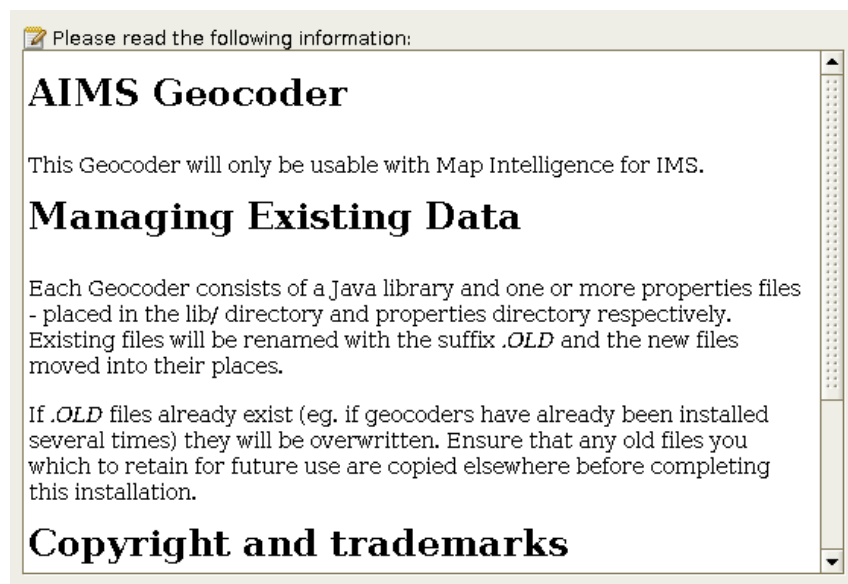 Please read the following information:
AIMS Geocoder
This Geocoder will only be usable with Map Intelligence for IMS.
Managing Existing Data
Each Geocoder consists of a Java library and one or more properties files
- placed in the lib/ directory and properties directory respectively.
Existing files will be renamed with the suffix .OLD and the new files
moved into their places.
If .OLD files already exist (eg. if geocoders have already been installed
several times) they will be overwritten. Ensure that any old files you
which to retain for future use are copied elsewhere before completing
this installation.
Copyright and trademarks